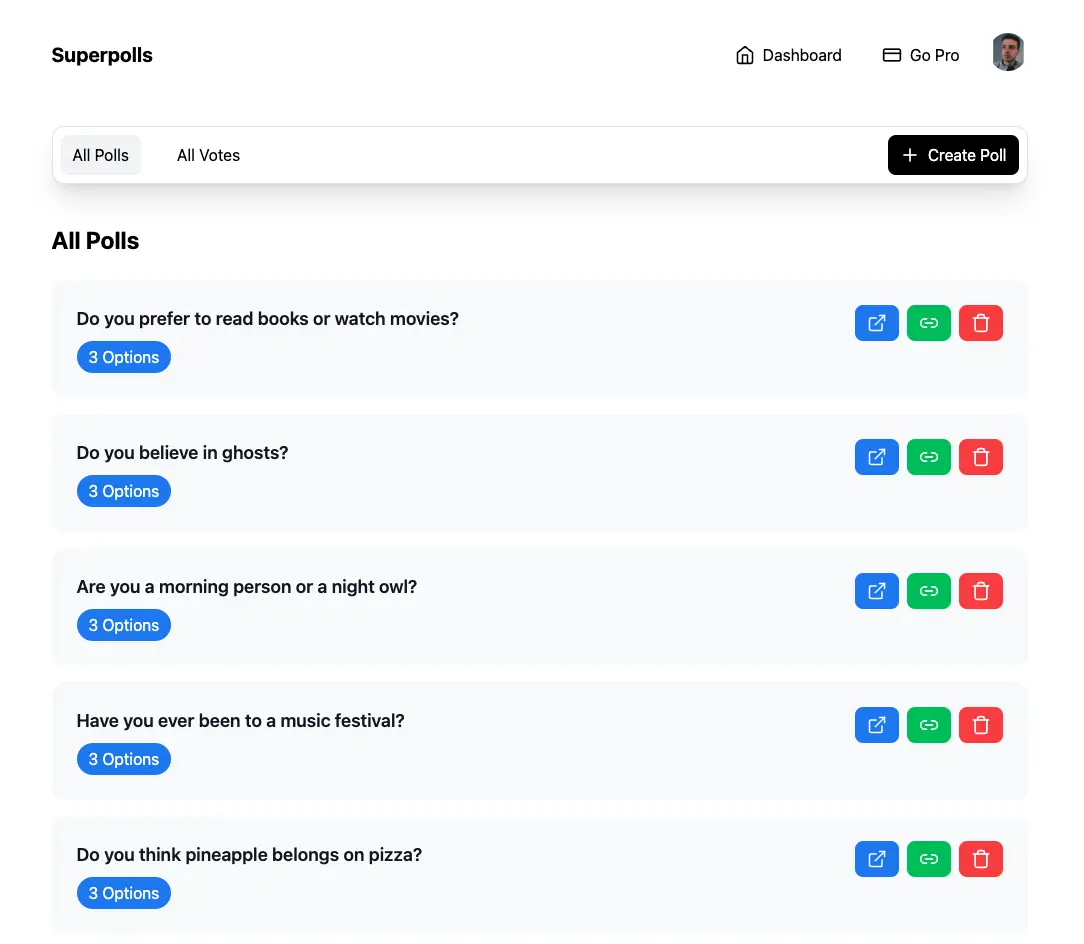 Superpolls
Dashboard
Go Pro
All Polls
All Votes
Create Poll
All Polls
Do you prefer to read books or watch movies?
3 Options
Do you believe in ghosts?
3 Options
Are you a morning person or a night owl?
3 Options
Have you ever been to a music festival?
3 Options
Do you think pineapple belongs on pizza?
3 Options